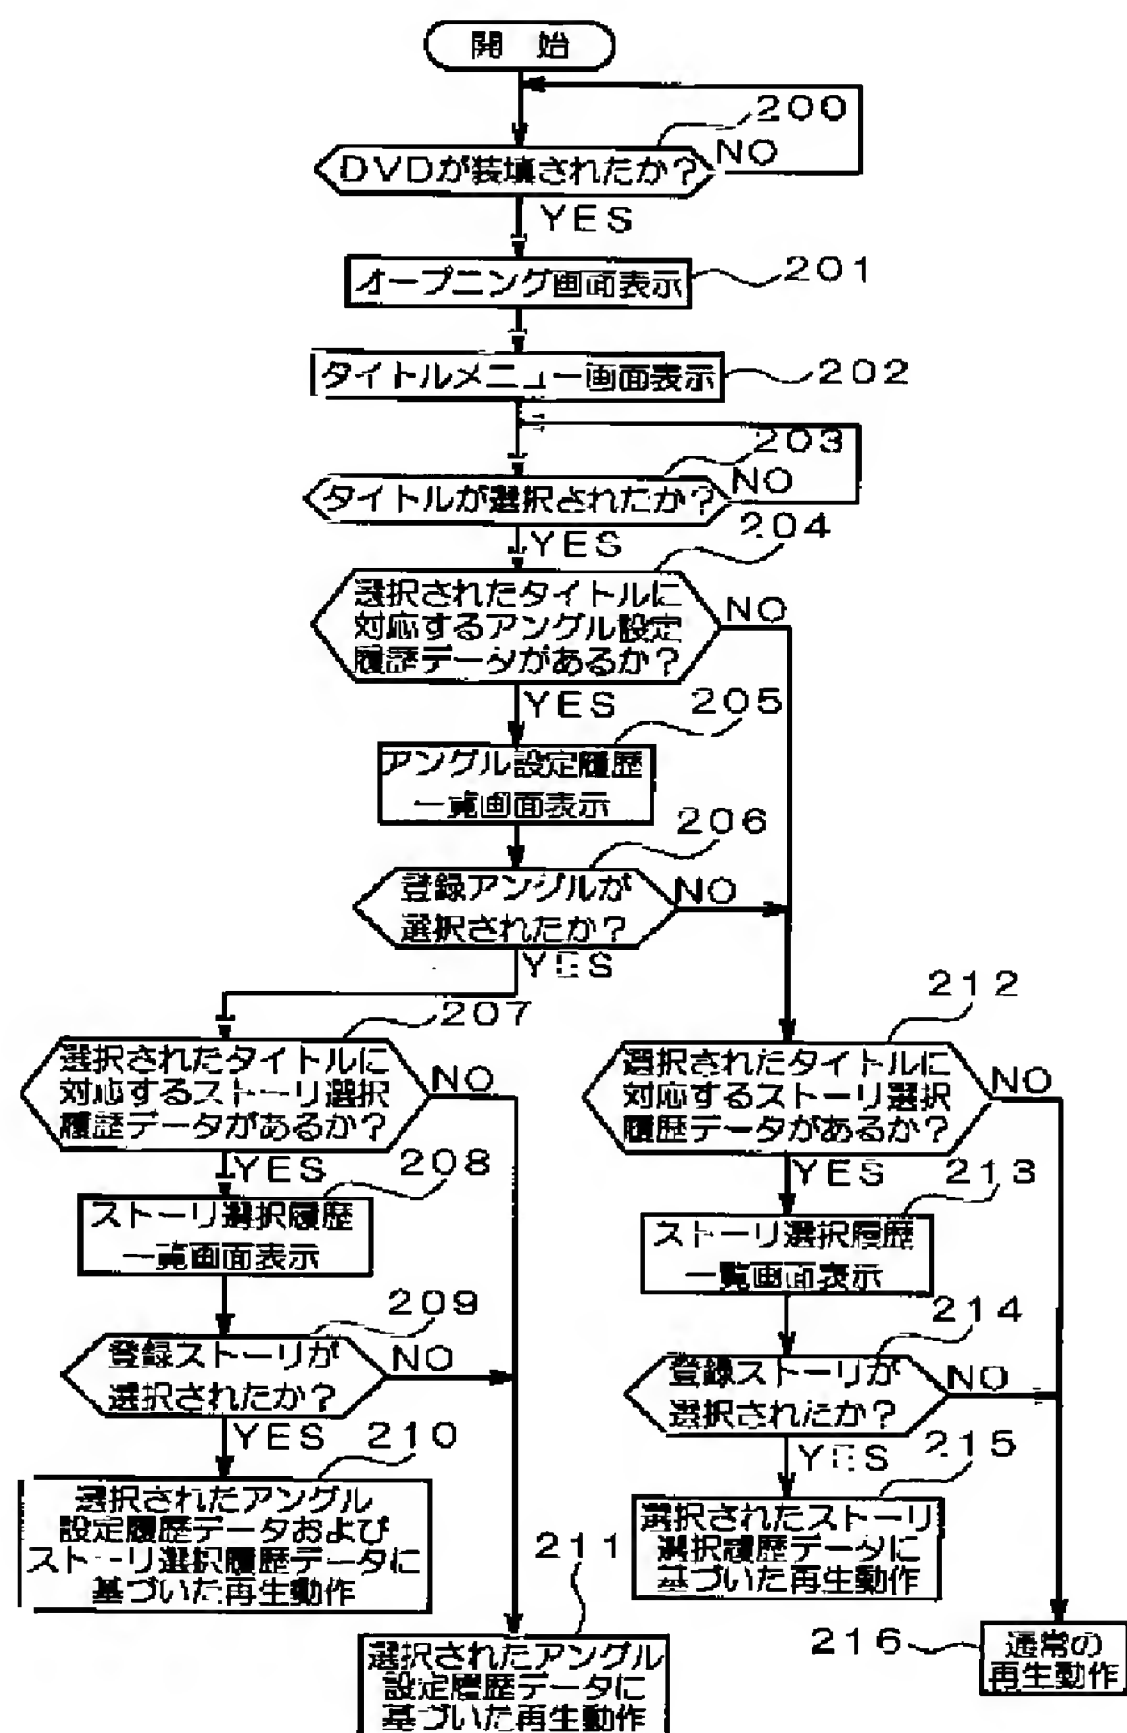 開 始
200
DVDが装填されたか?
NO
YES
オープニング画面表示
201
タイトルメニュー画面表示
202
203
タイトルが選択されたか?
NO
YES
204
選択されたタイトルに
対応するアングル設定
履歴データがあるか?
NO
YES
205
アングル設定履歴
一覧画面表示
206
登録アングルが
選択されたか?
NO
YES
207
選択されたタイトルに
対応するストーリ選択
履歴データがあるか?
NO
YES
208
ストーリ選択履歴
一覧画面表示
209
登録ストーリが
選択されたか?
NO
YES
210
選択されたアングル
設定履歴データおよび
ストーリ選択履歴データに
基づいた再生動作
211
選択されたアングル
設定履歴データに
基づいた再生動作
212
選択されたタイトルに
対応するストーリ選択
履歴データがあるか?
NO
YES
213
ストーリ選択履歴
一覧画面表示
214
登録ストーリが
選択されたか?
NO
YES
215
選択されたストーリ
選択履歴データに
基づいた再生動作
216
通常の
再生動作